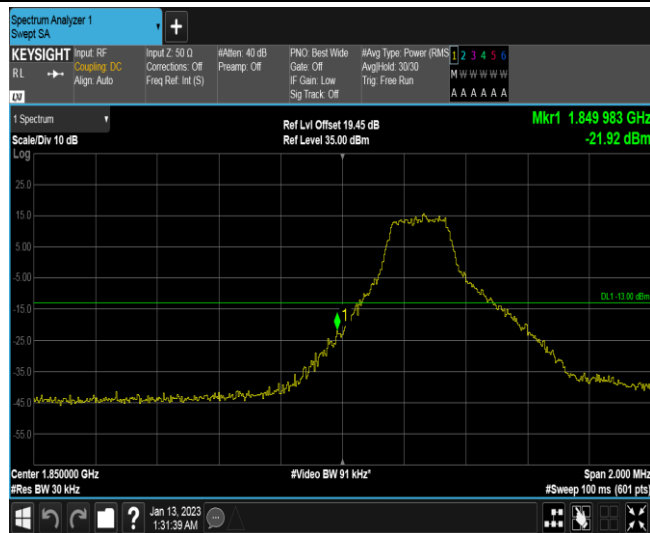 Spectrum Analyzer 1
Swept SA
+
KEYSIGHT
RL
LXI
Input: RF
Coupling: DC
Align: Auto
Input Z: 50 Ω
Corrections: Off
Freq Ref: Int (S)
#Atten: 40 dB
Preamp: Off
PNO: Best Wide
Gate: Off
IF Gain: Low
Sig Track: Off
#Avg Type: Power (RMS
Avg|Hold: 30/30
Trig: Free Run
1 2 3 4 5 6
M W W W W W
A A A A A A
1 Spectrum
Scale/Div 10 dB
Log
Ref Lvl Offset 19.45 dB
Ref Level 35.00 dBm
Mkr1 1.849 983 GHz
-21.92 dBm
25.0
15.0
5.00
-5.00
DL1 -13.00 dBm
-15.0
1
-25.0
-35.0
-45.0
-55.0
Center 1.850000 GHz
#Video BW 91 kHz*
Span 2.000 MHz
#Res BW 30 kHz
#Sweep 100 ms (601 pts)
?
Jan 13, 2023
1:31:39 AM